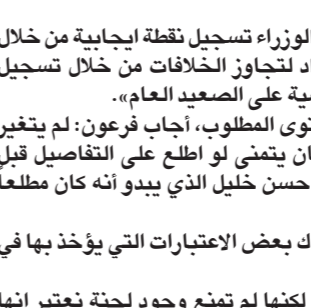 الوزراء تسجيل نقطة ايجابية من خلال
اد لتجاوز الخلافات من خلال تسجيل
ية على الصعيد العام».
توى المطلوب، أجاب فرعون: لم يتغير
ان يتمنى لو اطلع على التفاصيل قبل
حسن خليل الذي يبدو أنه كان مطلعاً
ك بعض الاعتبارات التي يؤخذ بها في
لكنها لم تمنع وجود لجنة نعتبر انها